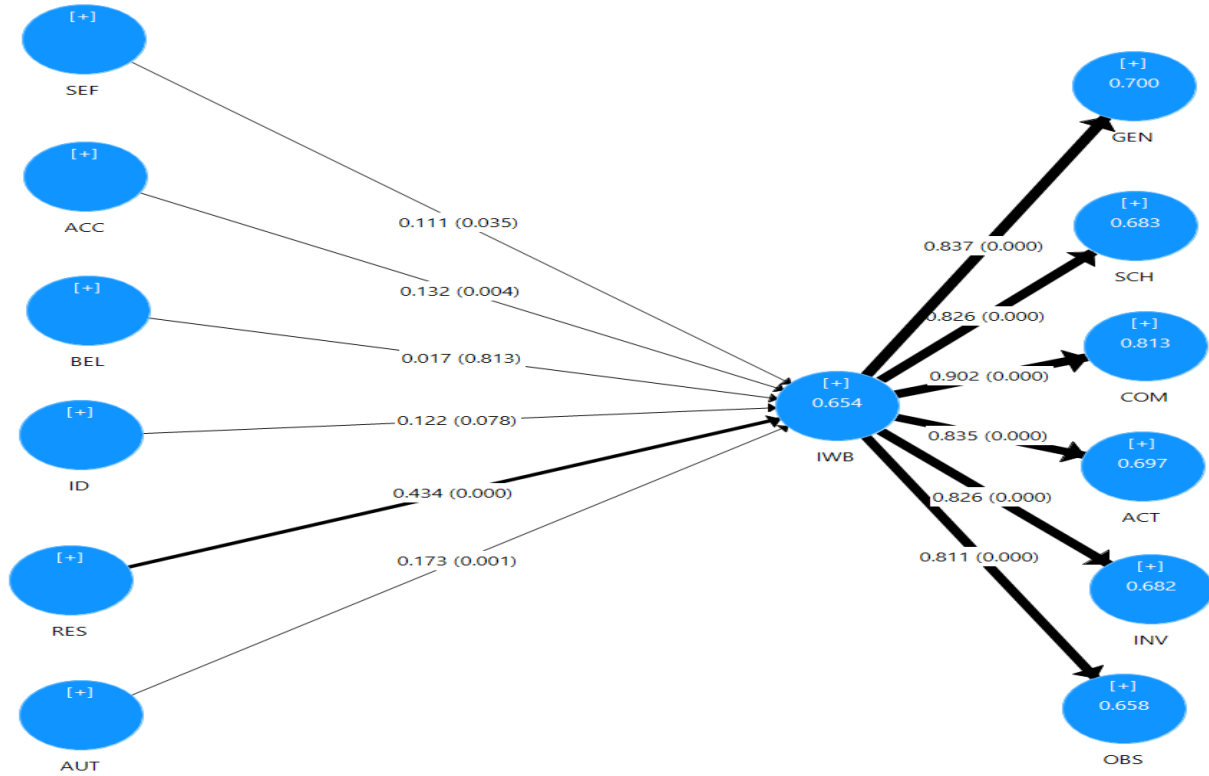 [+]
SEF
[+]
ACC
[+]
BEL
[+]
ID
[+]
RES
[+]
AUT
0.111 (0.035)
0.132 (0.004)
0.017 (0.813)
0.122 (0.078)
0.434 (0.000)
0.173 (0.001)
[+]
0.654
IWB
0.837 (0.000)
0.826 (0.000)
0.902 (0.000)
0.835 (0.000)
0.826 (0.000)
0.811 (0.000)
[+]
0.700
GEN
[+]
0.683
SCH
[+]
0.813
COM
[+]
0.697
ACT
[+]
0.682
INV
[+]
0.658
OBS